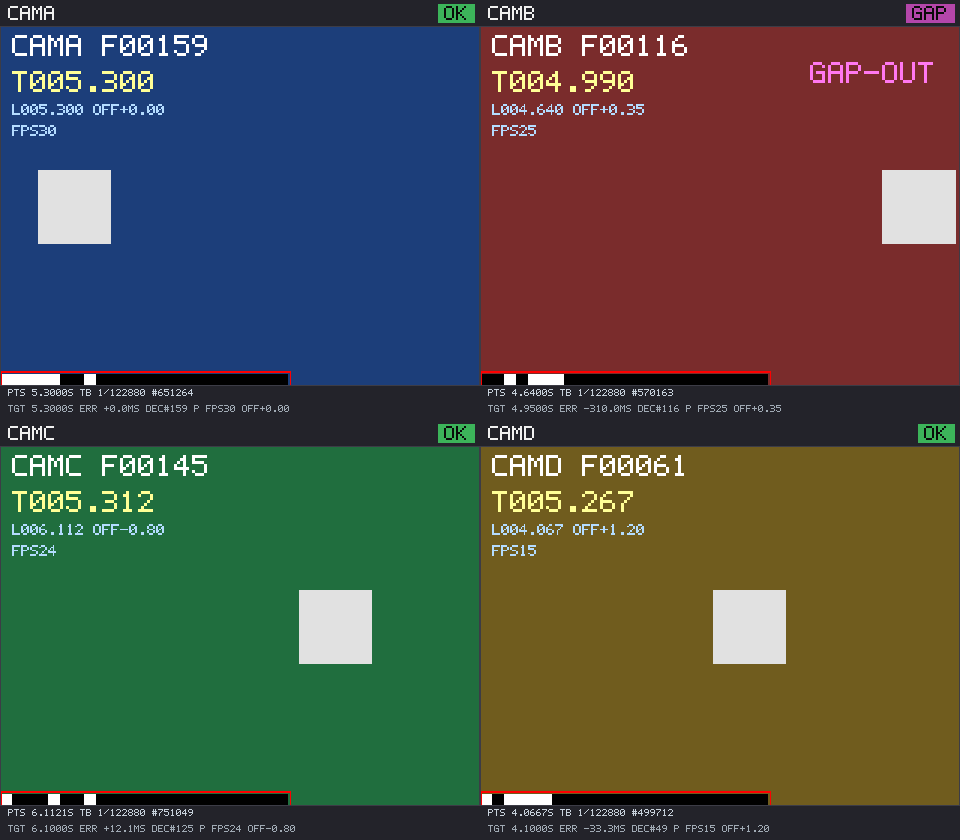 CAMA OK
CAMA F00159
T005.300
L005.300 OFF+0.00
FPS30
PTS 5.3000S TB 1/122880 #651264
TGT 5.3000S ERR +0.0MS DEC#159 P FPS30 OFF+0.00
CAMB GAP
CAMB F00116
GAP-OUT
T004.990
L004.640 OFF+0.35
FPS25
PTS 4.6400S TB 1/122880 #570163
TGT 4.9500S ERR -310.0MS DEC#116 P FPS25 OFF+0.35
CAMC OK
CAMC F00145
T005.312
L006.112 OFF-0.80
FPS24
PTS 6.1121S TB 1/122880 #751049
TGT 6.1000S ERR +12.1MS DEC#125 P FPS24 OFF-0.80
CAMD OK
CAMD F00061
T005.267
L004.067 OFF+1.20
FPS15
PTS 4.0667S TB 1/122880 #499712
TGT 4.1000S ERR -33.3MS DEC#49 P FPS15 OFF+1.20